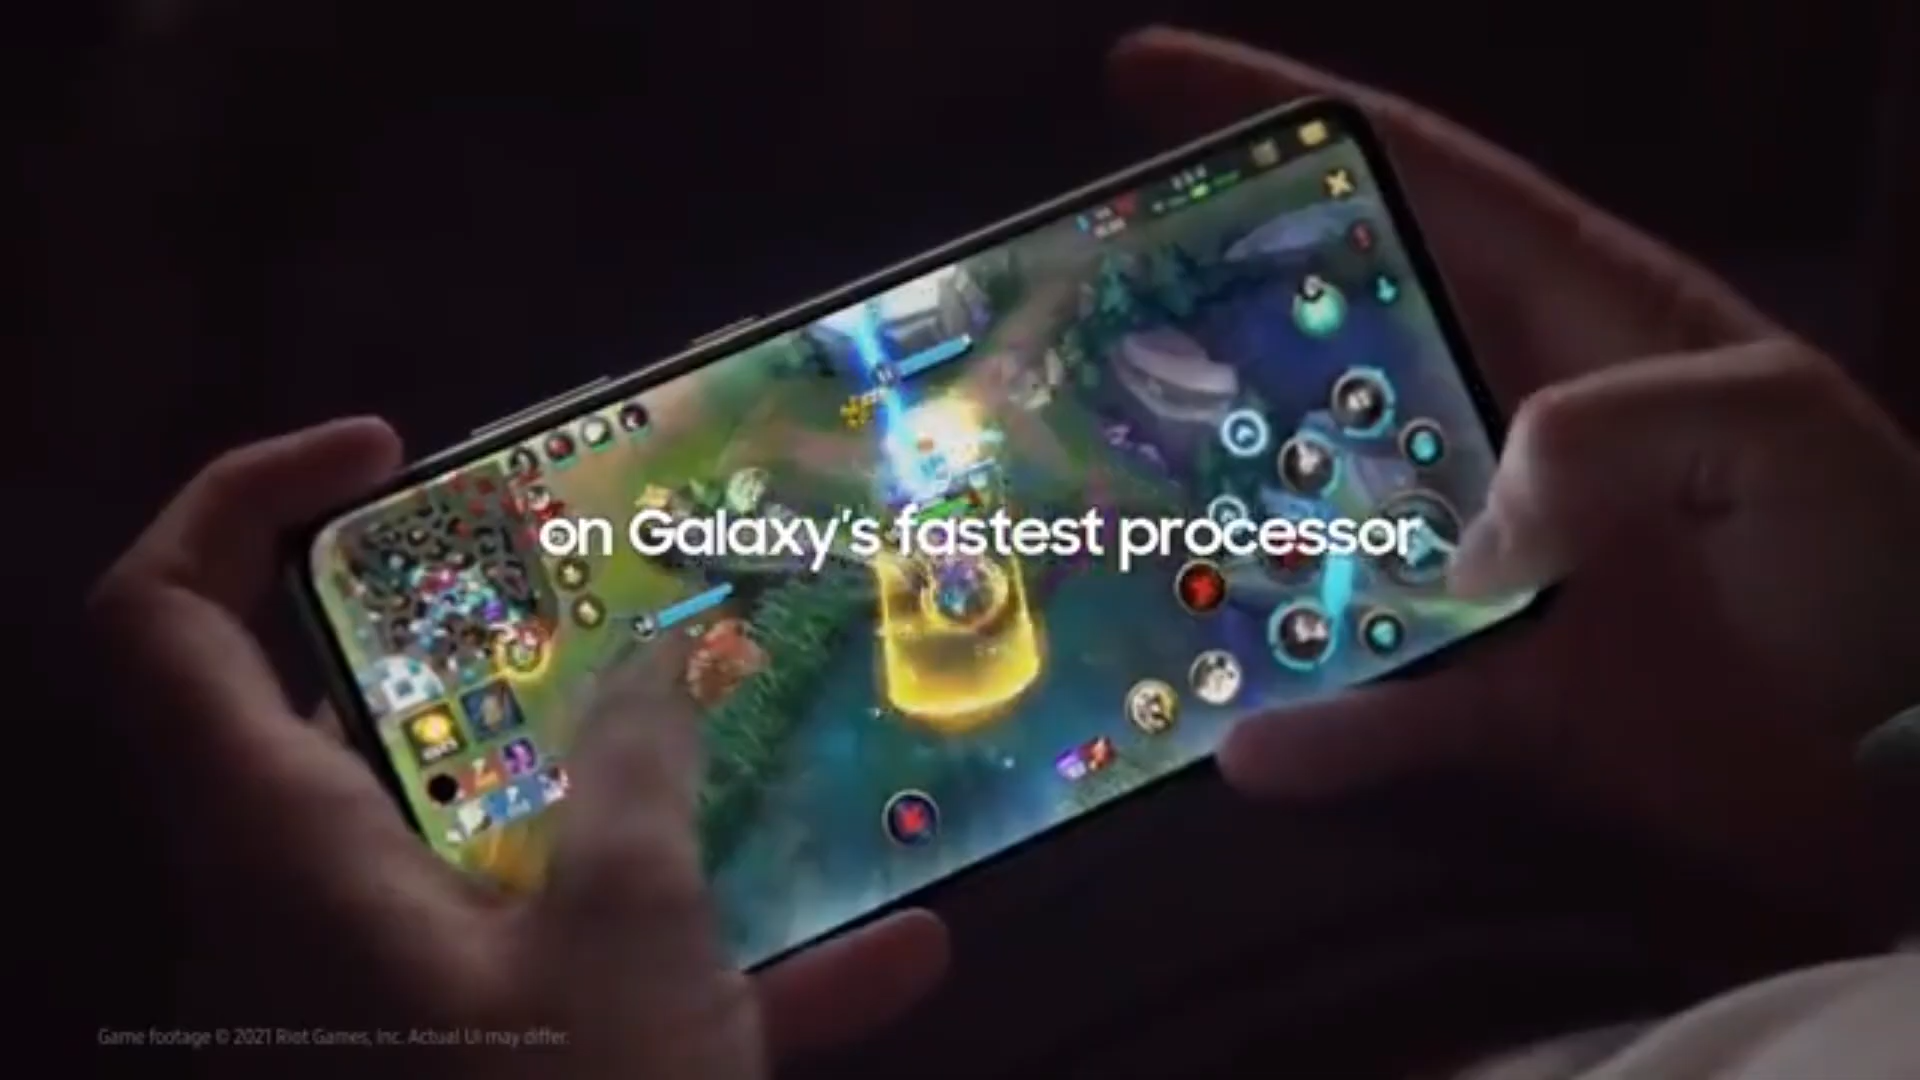 on Galaxy's fastest processor
Game footage © 2021 Riot Games, Inc. Actual UI may differ.